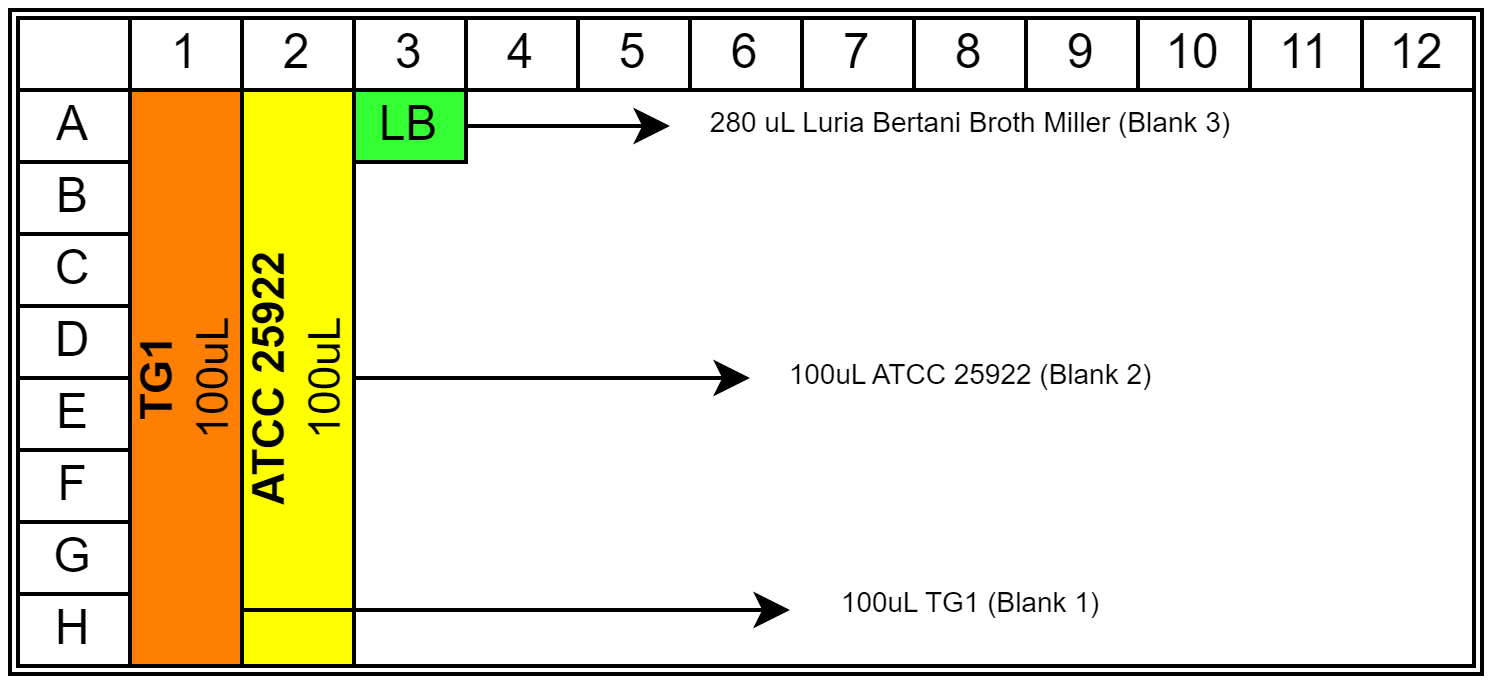 1 2 3 4 5 6 7 8 9 10 11 12
A LB 280 uL Luria Bertani Broth Miller (Blank 3)
B
C
D
100uL ATCC 25922 (Blank 2)
E
F
G
H 100uL TG1 (Blank 1)
TG1
100uL
ATCC 25922
100uL